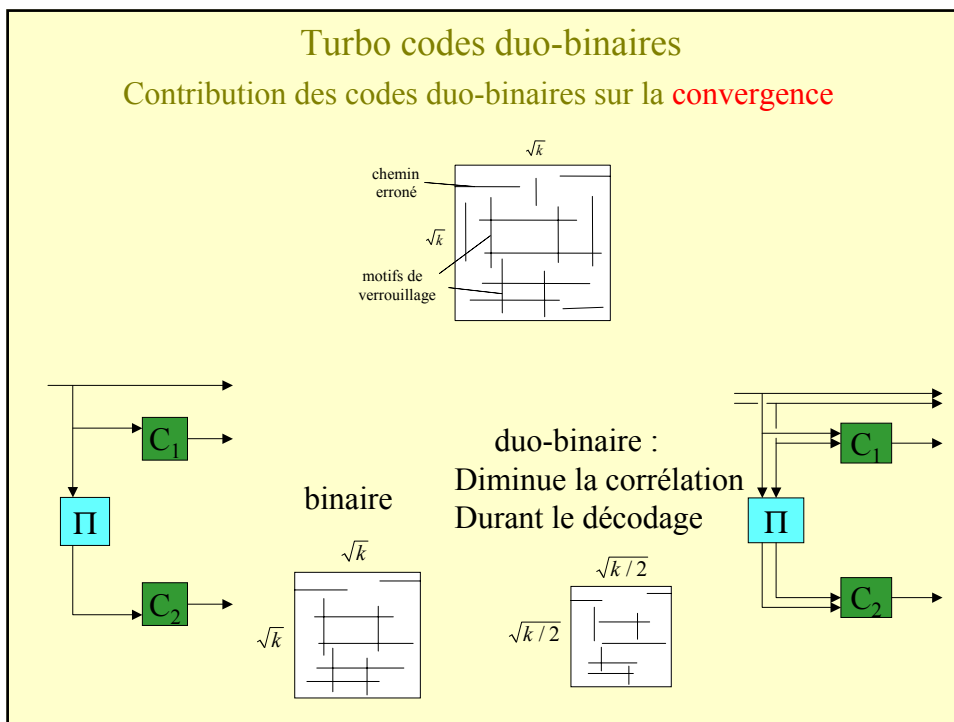 Turbo codes duo-binaires
Contribution des codes duo-binaires sur la convergence
√k
chemin
erroné
√k
motifs de
verrouillage
C1
Π
C2
binaire
√k
√k
duo-binaire :
Diminue la corrélation
Durant le décodage
√k / 2
√k / 2
C1
Π
C2